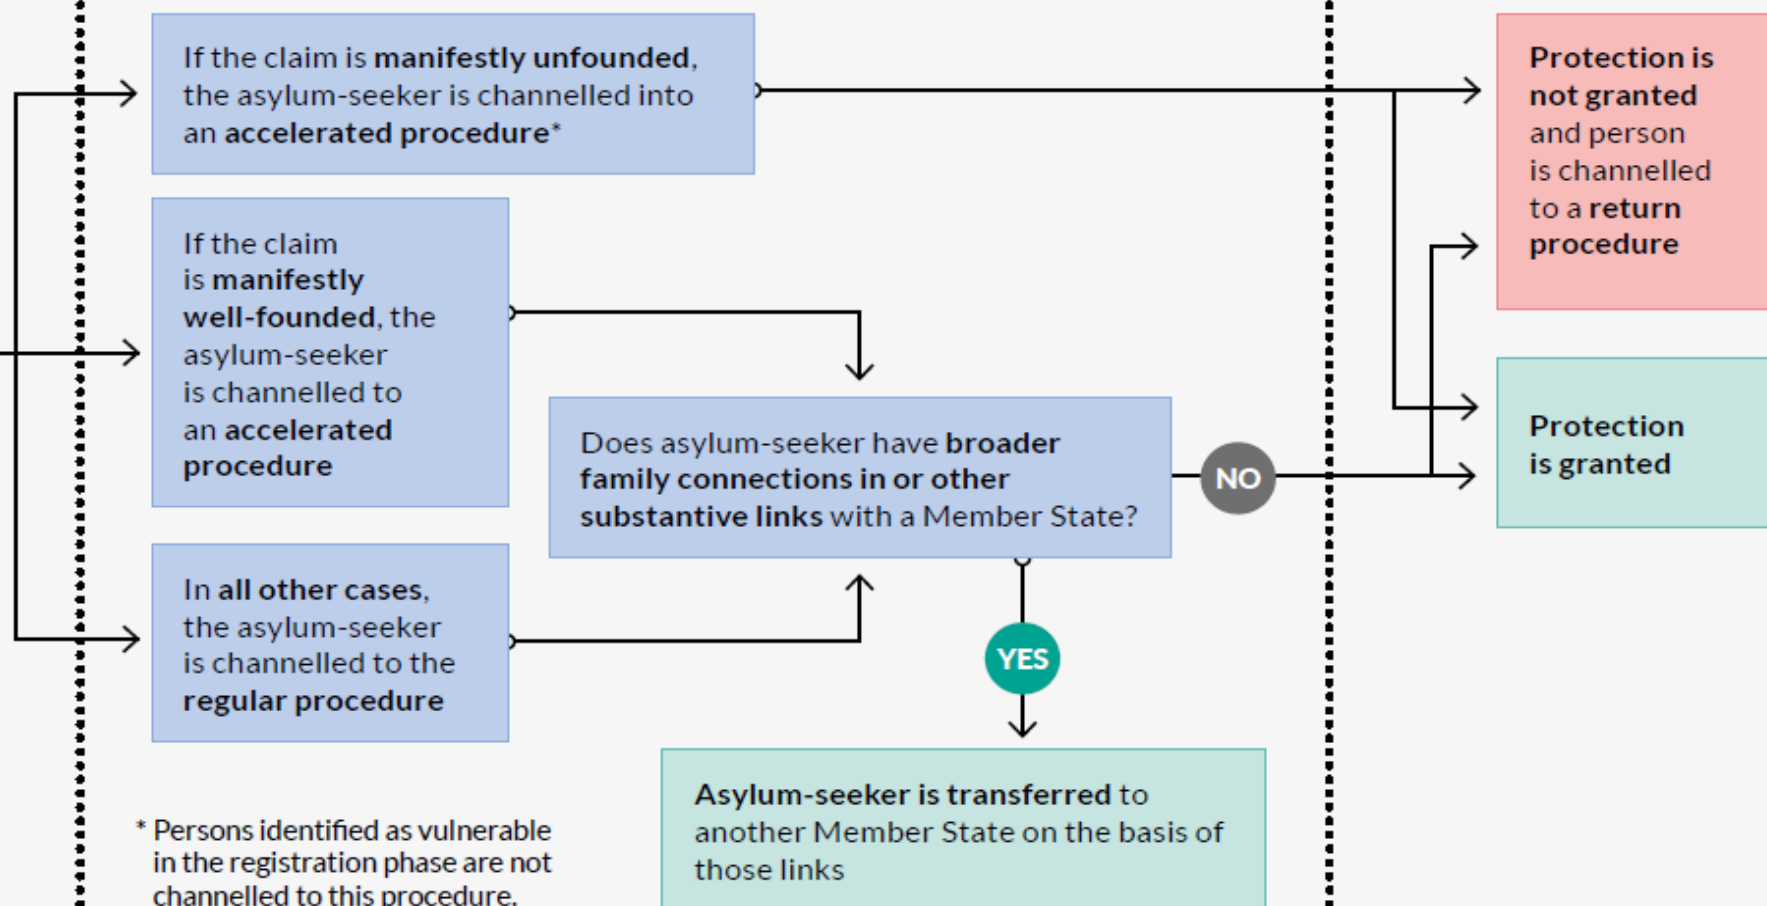 If the claim is manifestly unfounded,
the asylum-seeker is channelled into
an accelerated procedure*
If the claim
is manifestly
well-founded, the
asylum-seeker
is channelled to
an accelerated
procedure
In all other cases,
the asylum-seeker
is channelled to the
regular procedure
* Persons identified as vulnerable
in the registration phase are not
channelled to this procedure.
Does asylum-seeker have broader
family connections in or other
substantive links with a Member State?
NO
YES
Asylum-seeker is transferred to
another Member State on the basis of
those links
Protection is
not granted
and person
is channelled
to a return
procedure
Protection
is granted